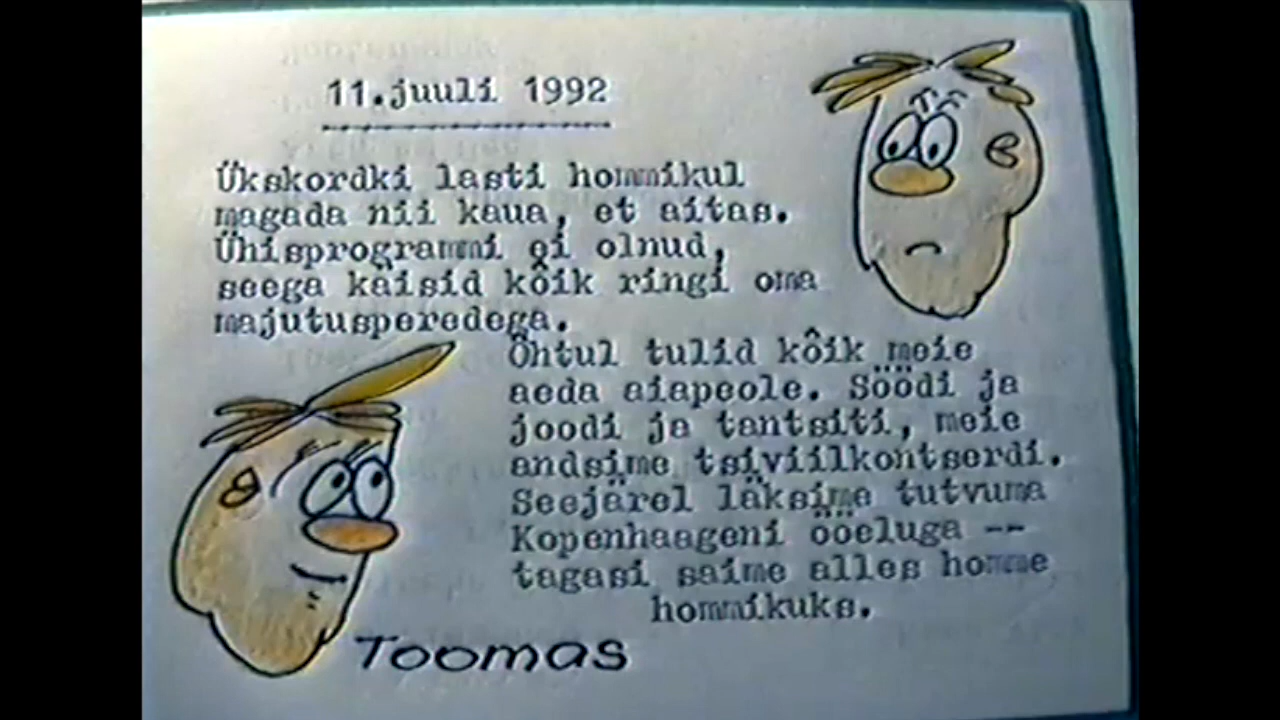 11.juuli 1992
Ükskordki lasti hommikul
magada nii kaua, et aitas.
Ühisprogrammi ei olnud,
seega käisid kõik ringi oma
majutusperedega.
Õhtul tulid kõik meie
aeda aiapeole. Söödi ja
joodi ja tantsiti, meie
andsime tsiviilkontserdi.
Seejärel läksime tutvuma
Kopenhaageni ööeluga --
tagasi saime alles homme
hommikuks.
Toomas